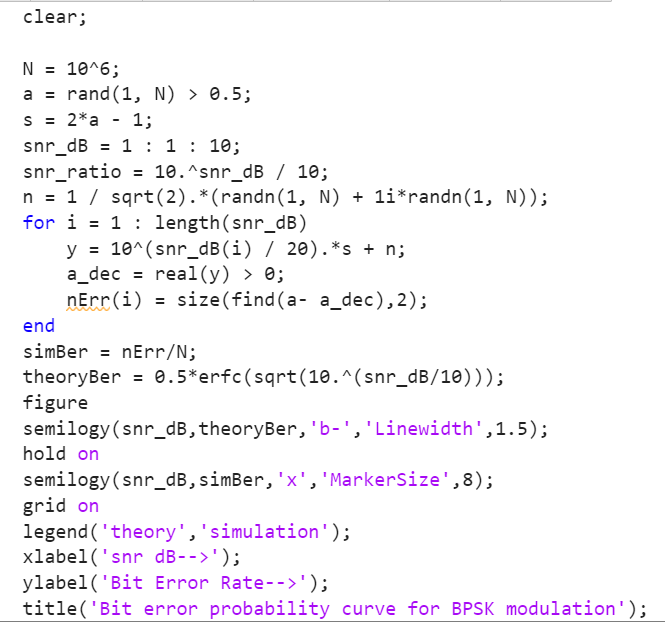 clear;
N = 10^6;
a = rand(1, N) > 0.5;
s = 2*a - 1;
snr_dB = 1 : 1 : 10;
snr_ratio = 10.^snr_dB / 10;
n = 1 / sqrt(2).*(randn(1, N) + 1i*randn(1, N));
for i = 1 : length(snr_dB)
    y = 10^(snr_dB(i) / 20).*s + n;
    a_dec = real(y) > 0;
    nErr(i) = size(find(a- a_dec),2);
end
simBer = nErr/N;
theoryBer = 0.5*erfc(sqrt(10.^(snr_dB/10)));
figure
semilogy(snr_dB,theoryBer,'b-','Linewidth',1.5);
hold on
semilogy(snr_dB,simBer,'x','MarkerSize',8);
grid on
legend('theory','simulation');
xlabel('snr dB-->');
ylabel('Bit Error Rate-->');
title('Bit error probability curve for BPSK modulation');